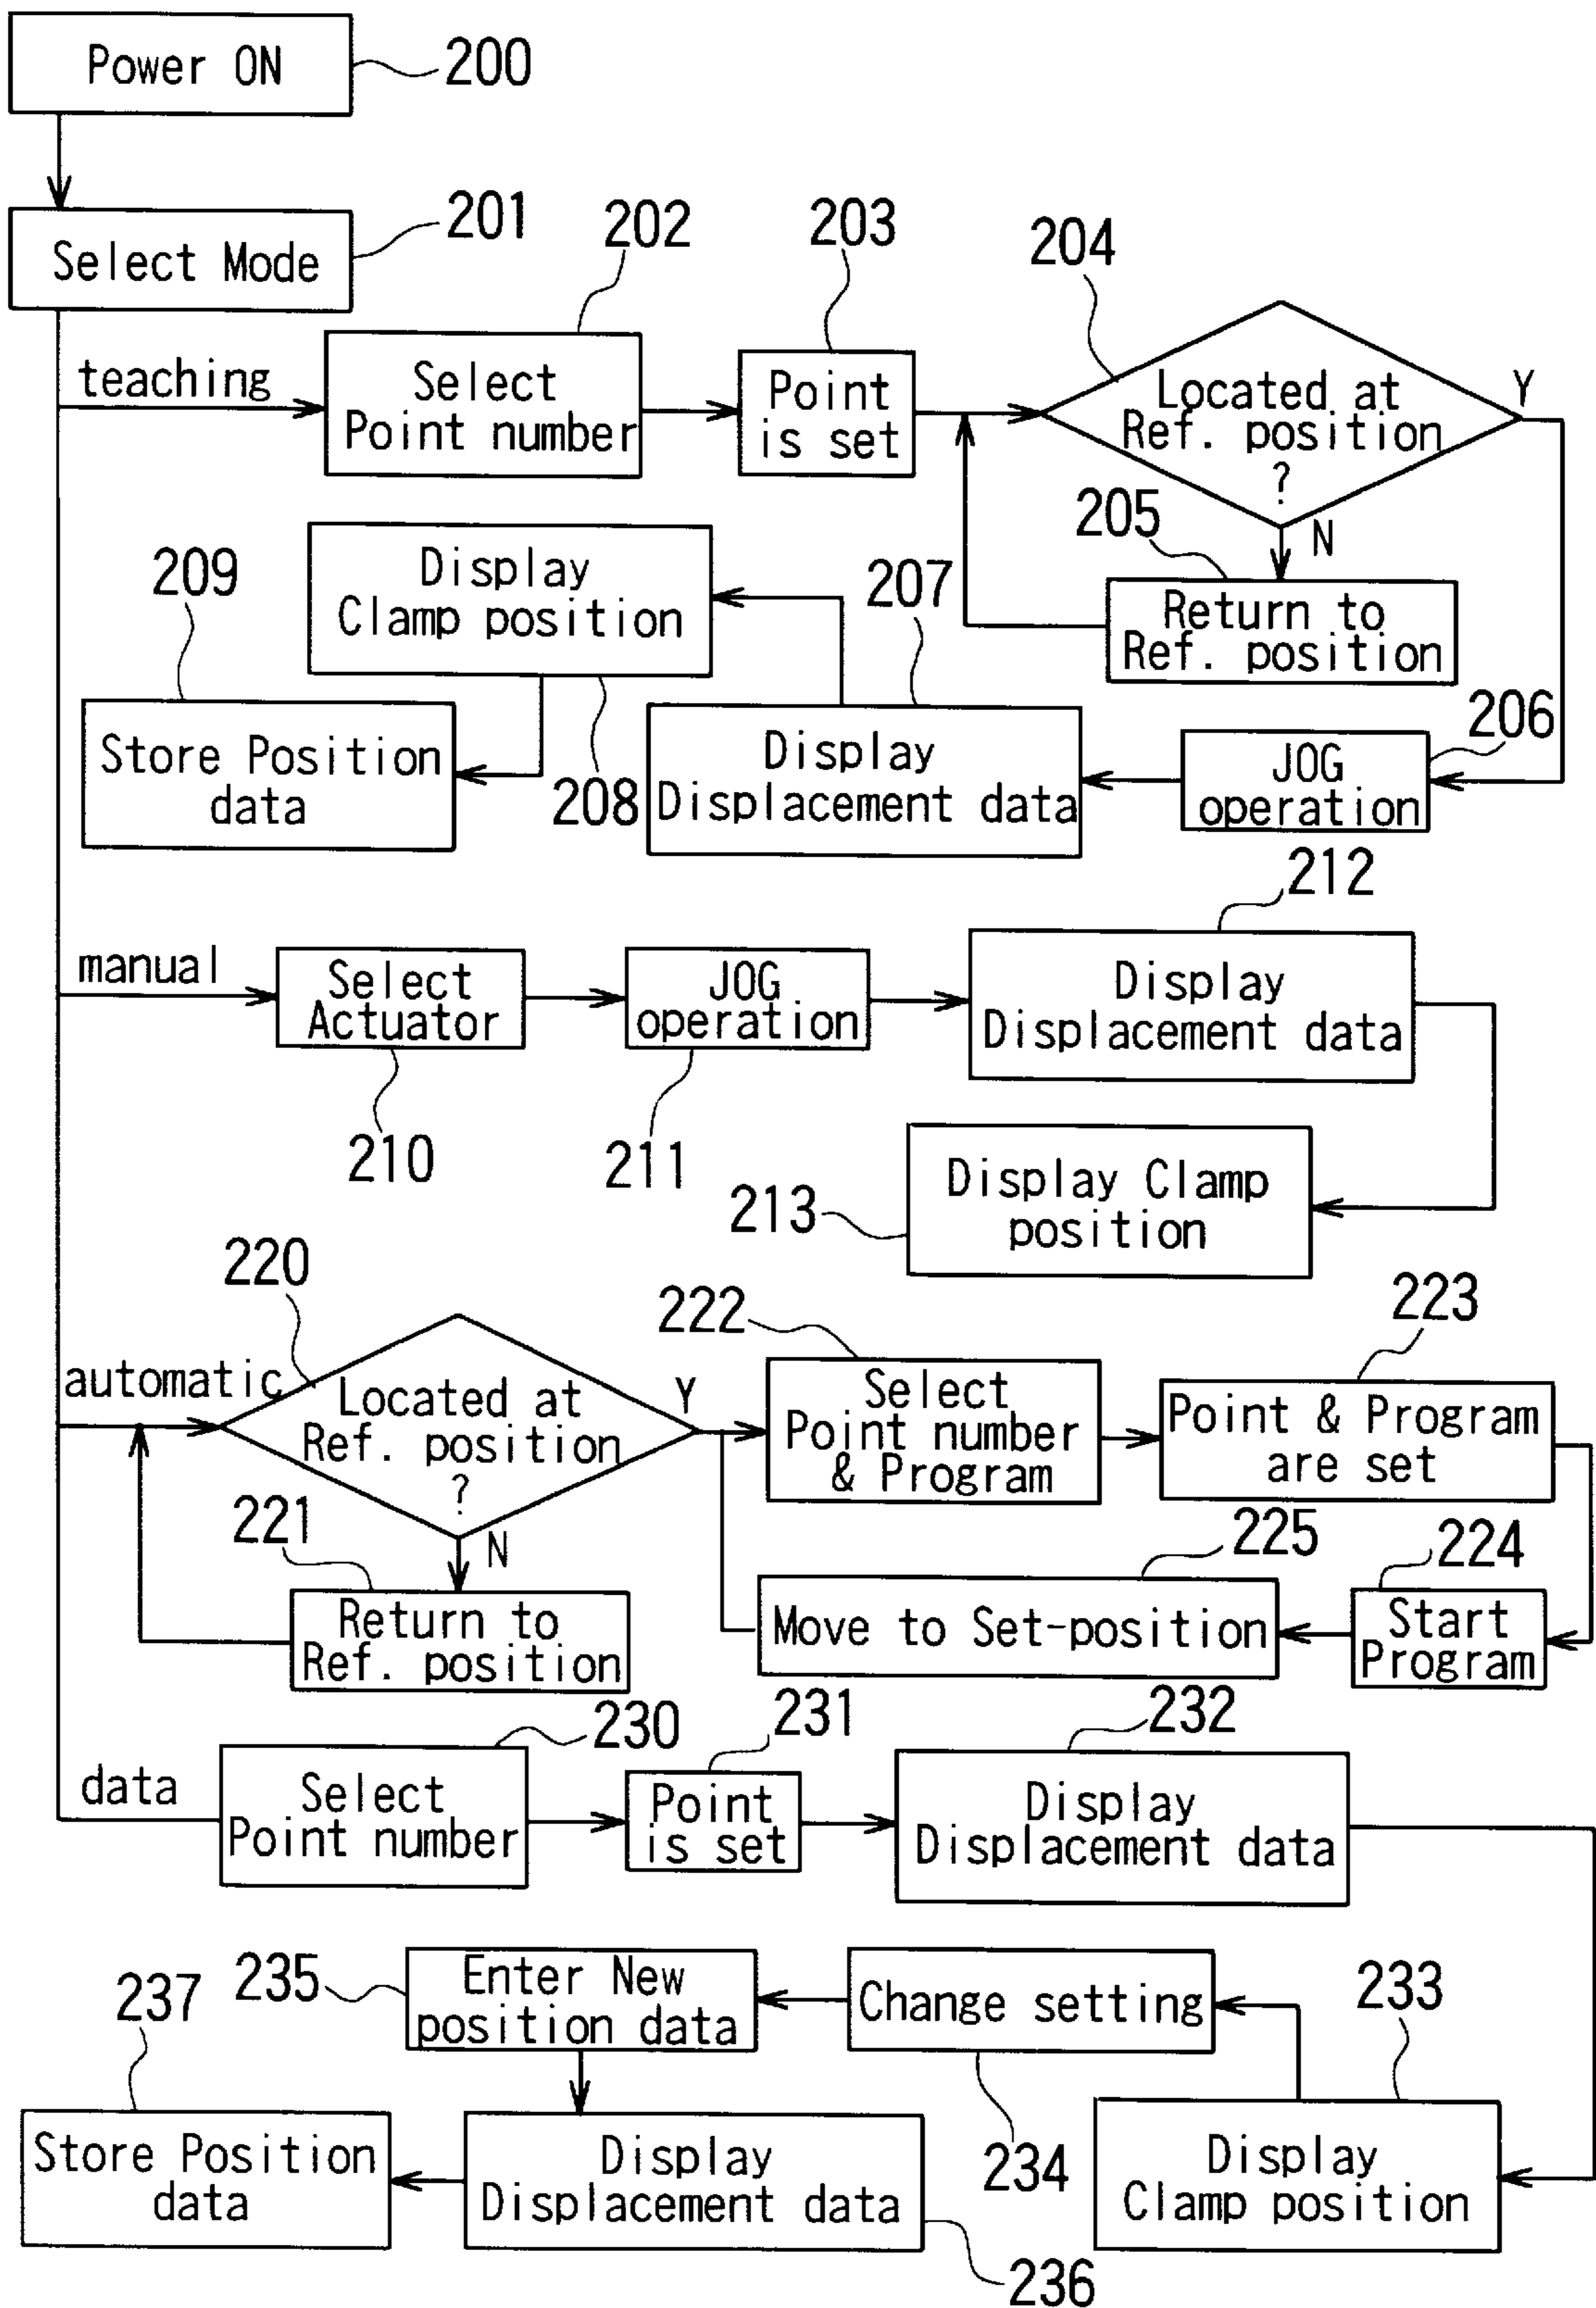 Power ON
200
201
Select Mode
202
203
204
teaching
Select
Point number
Point
is set
Located at
Ref. position
?
Y
N
205
Return to
Ref. position
209
Display
Clamp position
207
206
Store Position
data
208
Display
Displacement data
JOG
operation
212
manual
Select
Actuator
JOG
operation
Display
Displacement data
210
211
213
Display Clamp
position
220
222
223
automatic
Located at
Ref. position
?
Y
Select
Point number
& Program
Point & Program
are set
221
N
225
224
Return to
Ref. position
Move to Set-position
Start
Program
230
231
232
data
Select
Point number
Point
is set
Display
Displacement data
237
235
Enter New
position data
Change setting
233
Store Position
data
Display
Displacement data
234
Display
Clamp position
236